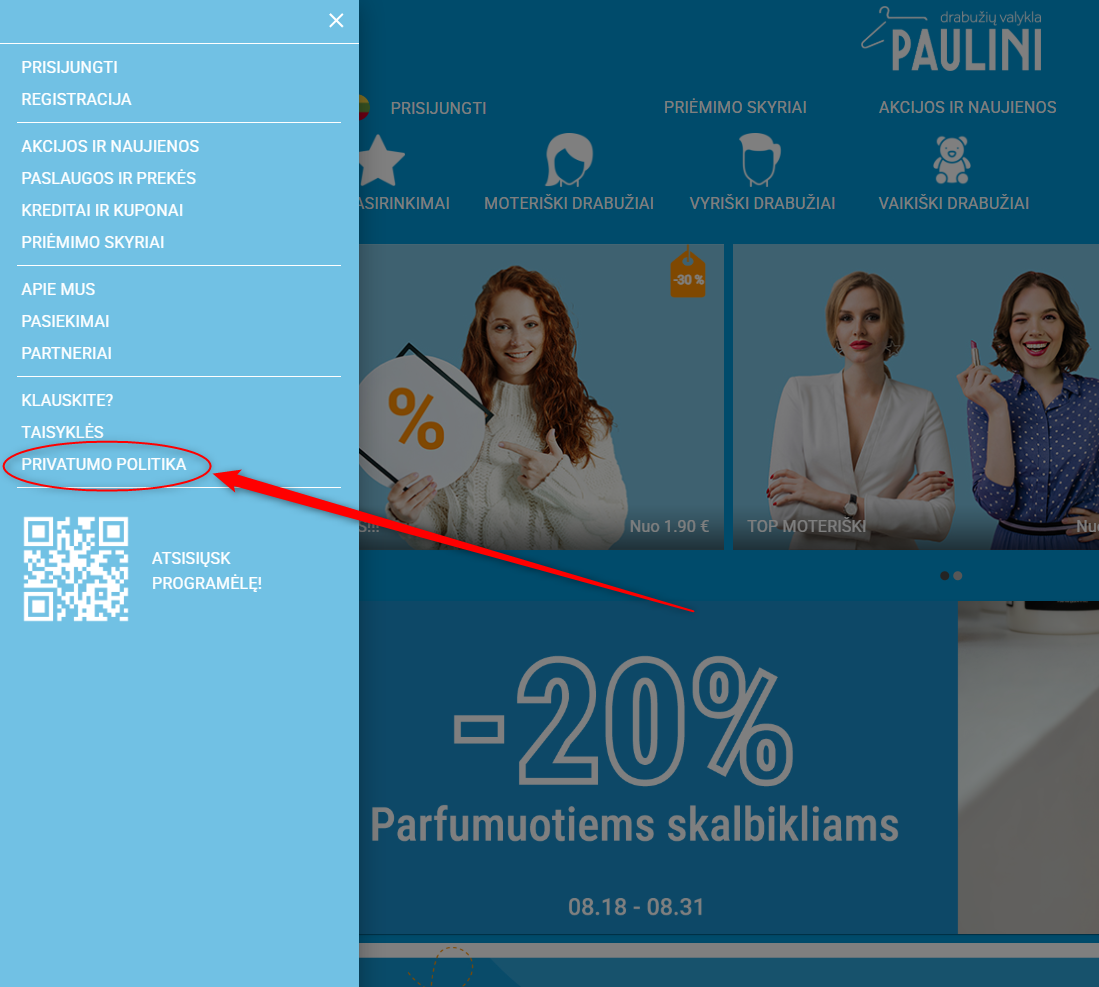 PRISIJUNGTI
REGISTRACIJA
AKCIJOS IR NAUJIENOS
PASLAUGOS IR PREKĖS
KREDITAI IR KUPONAI
PRIĖMIMO SKYRIAI
APIE MUS
PASIEKIMAI
PARTNERIAI
KLAUSKITE?
TAISYKLĖS
PRIVATUMO POLITIKA
ATSISIŲSK
PROGRAMĖLĘ!
drabužių valykla
PAULINI
PRISIJUNGTI PRIĖMIMO SKYRIAI AKCIJOS IR NAUJIENOS
ASIRINKIMAI MOTERIŠKI DRABUŽIAI VYRIŠKI DRABUŽIAI VAIKIŠKI DRABUŽIAI
-30 %
%
S!!! Nuo 1.90 € TOP MOTERIŠKI Nuo
-20%
Parfumuotiems skalbikliams
08.18 - 08.31